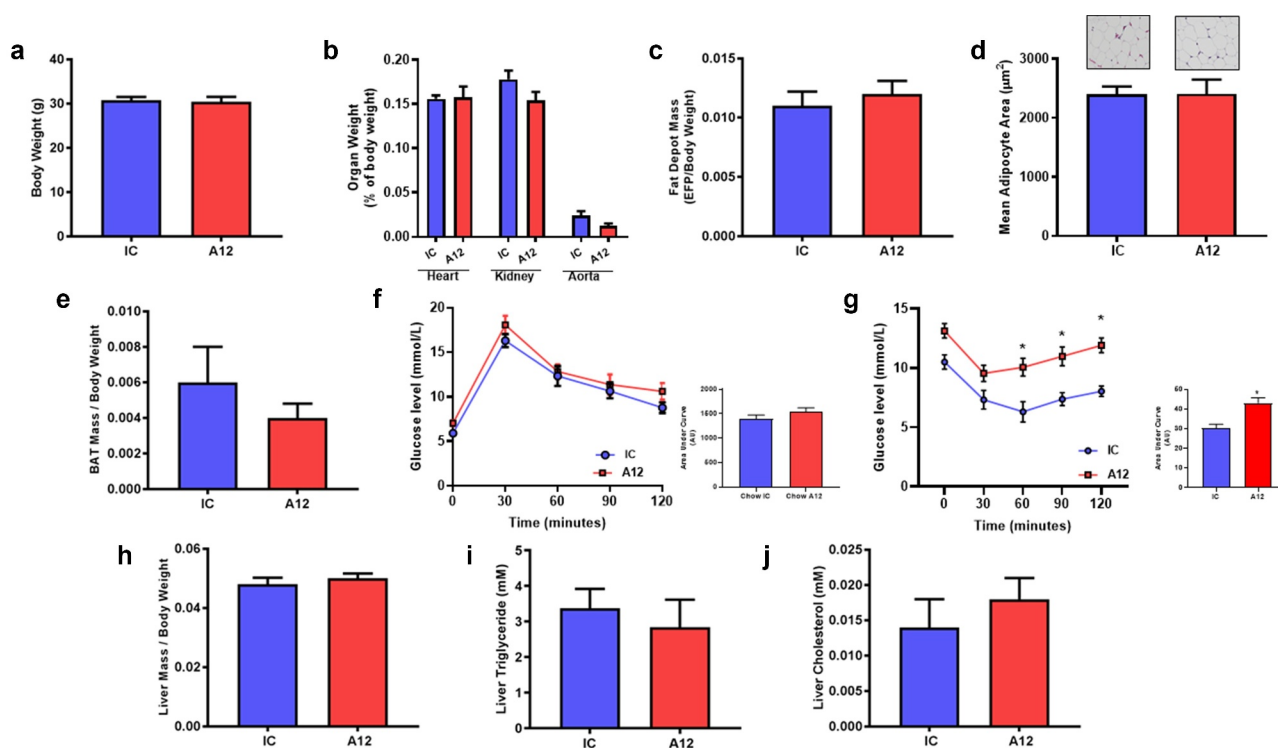 a
Body Weight (g)
40
30
20
10
0
IC
A12
b
Organ Weight
(% of body weight)
0.20
0.15
0.10
0.05
0.00
IC
A12
IC
A12
IC
A12
Heart
Kidney
Aorta
c
Fat Depot Mass
(EFP/Body Weight)
0.015
0.010
0.005
0.000
IC
A12
d
Mean Adipocyte Area (μm²)
3000
2000
1000
0
IC
A12
e
BAT Mass / Body Weight
0.010
0.008
0.006
0.004
0.002
0.000
IC
A12
f
Glucose level (mmol/L)
20
15
10
5
0
30
60
90
120
Time (minutes)
IC
A12
Area Under Curve
(AU)
2000
1500
1000
500
0
Chow IC
Chow A12
g
Glucose level (mmol/L)
15
10
5
0
* * *
IC
A12
0
30
60
90
120
Time (minutes)
Area Under Curve
(AU)
60
50
40
30
20
10
0
*
IC
A12
h
Liver Mass / Body Weight
0.06
0.04
0.02
0.00
IC
A12
i
Liver Triglyceride (mM)
5
4
3
2
1
0
IC
A12
j
Liver Cholesterol (mM)
0.025
0.020
0.015
0.010
0.005
0.000
IC
A12